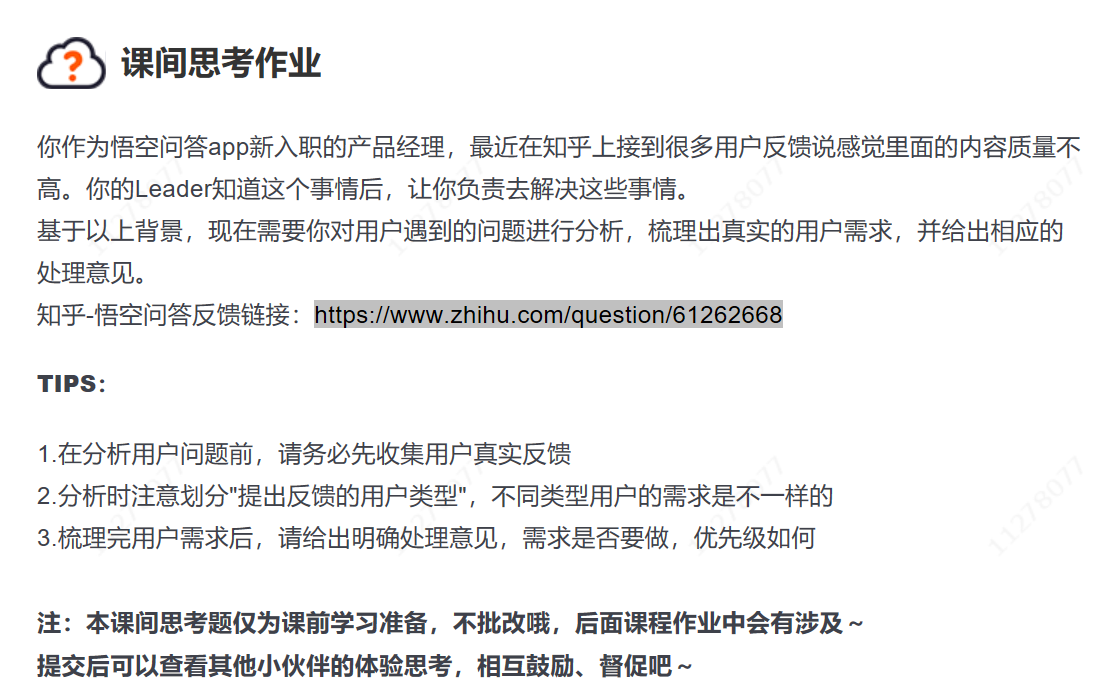 课间思考作业
你作为悟空问答app新入职的产品经理，最近在知乎上接到很多用户反馈说感觉里面的内容质量不
高。你的Leader知道这个事情后，让你负责去解决这些事情。
基于以上背景，现在需要你对用户遇到的问题进行分析，梳理出真实的用户需求，并给出相应的
处理意见。
知乎-悟空问答反馈链接：https://www.zhihu.com/question/61262668
TIPS：
1.在分析用户问题前，请务必先收集用户真实反馈
2.分析时注意划分"提出反馈的用户类型"，不同类型用户的需求是不一样的
3.梳理完用户需求后，请给出明确处理意见，需求是否要做，优先级如何
注：本课间思考题仅为课前学习准备，不批改哦，后面课程作业中会有涉及～
提交后可以查看其他小伙伴的体验思考，相互鼓励、督促吧～
11278077